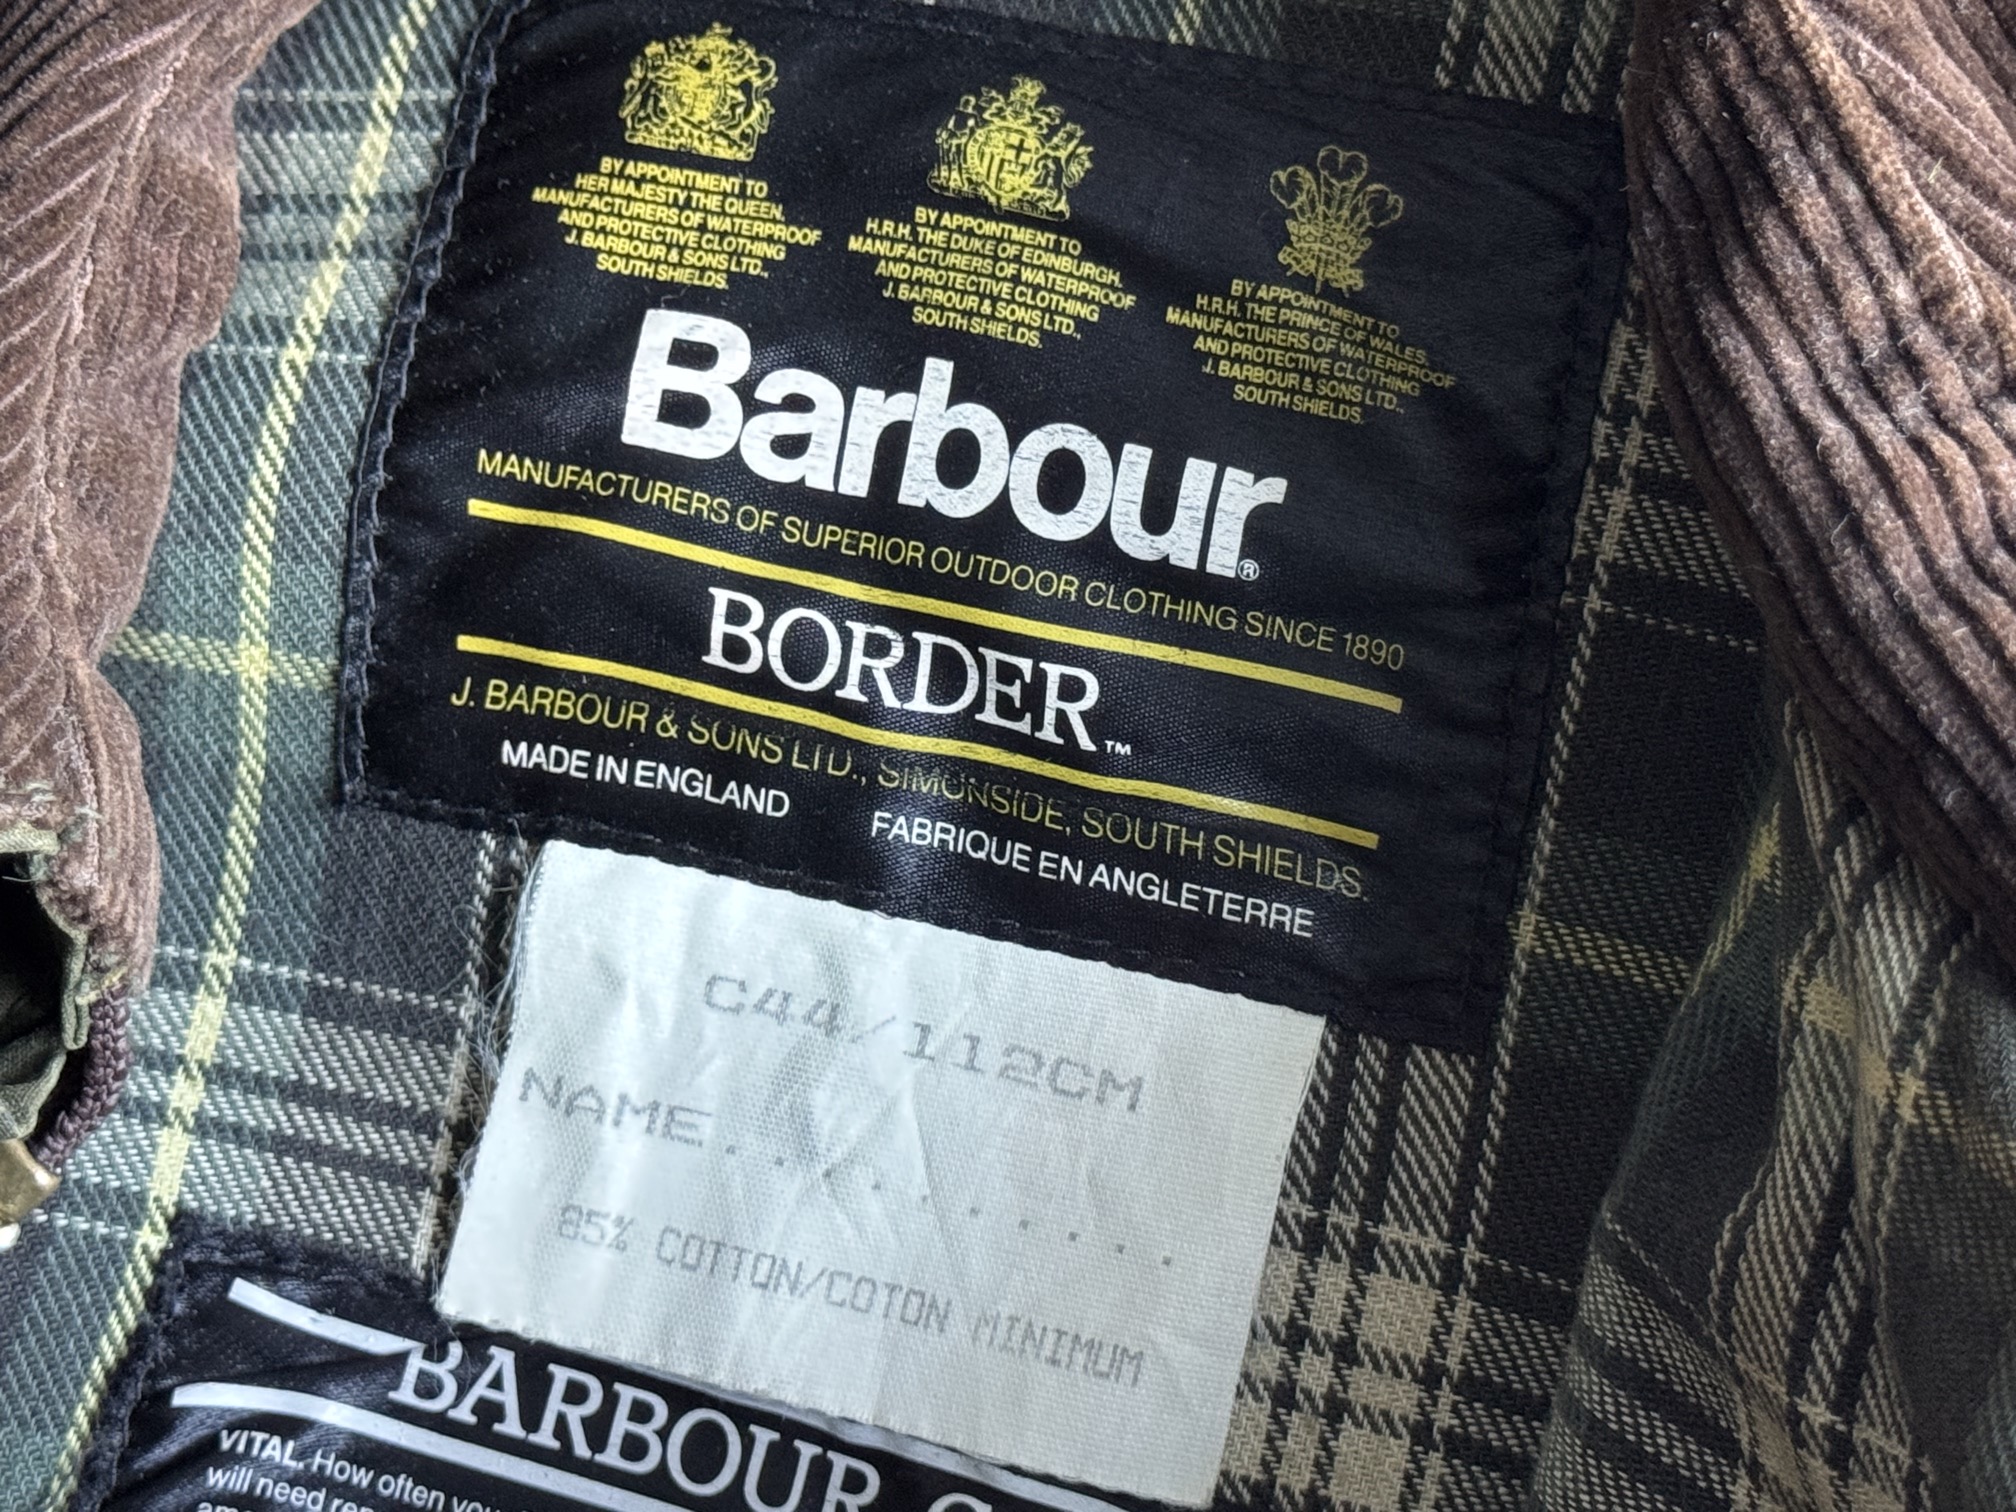 BY APPOINTMENT TO
HER MAJESTY THE QUEEN,
MANUFACTURERS OF WATERPROOF
AND PROTECTIVE CLOTHING
J. BARBOUR & SONS LTD.,
SOUTH SHIELDS.
BY APPOINTMENT TO
H.R.H. THE DUKE OF EDINBURGH,
MANUFACTURERS OF WATERPROOF
AND PROTECTIVE CLOTHING
J. BARBOUR & SONS LTD.,
SOUTH SHIELDS.
BY APPOINTMENT TO
H.R.H. THE PRINCE OF WALES,
MANUFACTURERS OF WATERPROOF
AND PROTECTIVE CLOTHING
J. BARBOUR & SONS LTD.,
SOUTH SHIELDS.
Barbour®
MANUFACTURERS OF SUPERIOR OUTDOOR CLOTHING SINCE 1890
BORDER™
J. BARBOUR & SONS LTD., SIMONSIDE, SOUTH SHIELDS.
MADE IN ENGLAND FABRIQUE EN ANGLETERRE
C44/112CM
NAME...........
85% COTTON/COTON MINIMUM
BARBOUR
VITAL. How often
will need